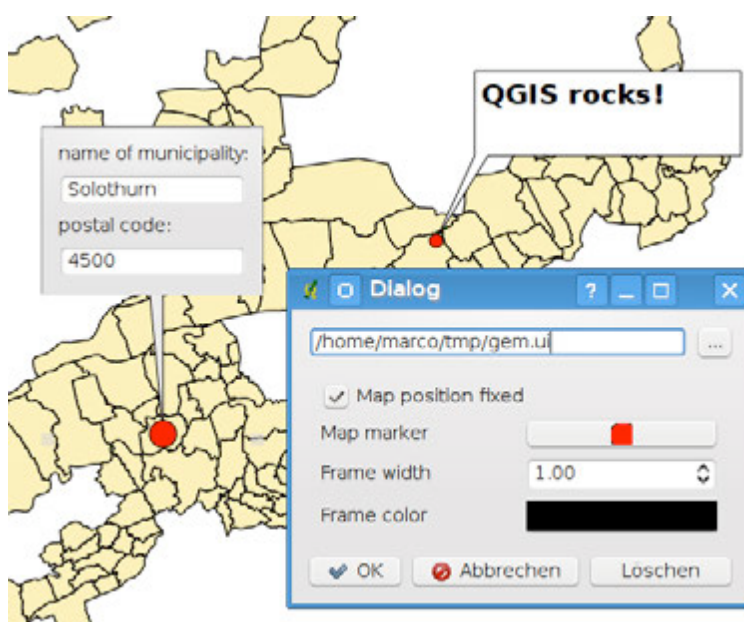 QGIS rocks!
name of municipality:
Solothurn
postal code:
4500
Dialog
?
/home/marco/tmp/gem.ui
...
Map position fixed
Map marker
Frame width 1.00
Frame color
OK Abbrechen Löschen